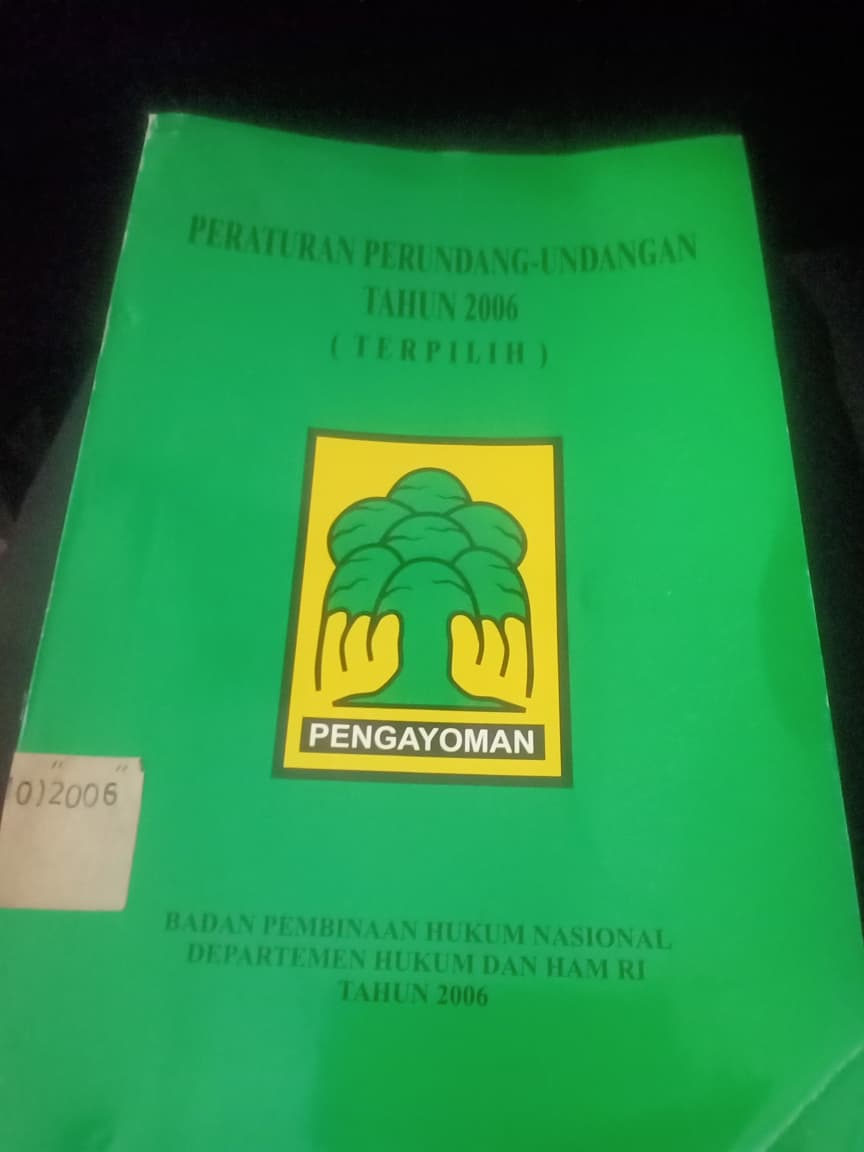 PERATURAN PERUNDANG-UNDANGAN
TAHUN 2006
( TERPILIH )
PENGAYOMAN
0)"2006"
BADAN PEMBINAAN HUKUM NASIONAL
DEPARTEMEN HUKUM DAN HAM RI
TAHUN 2006